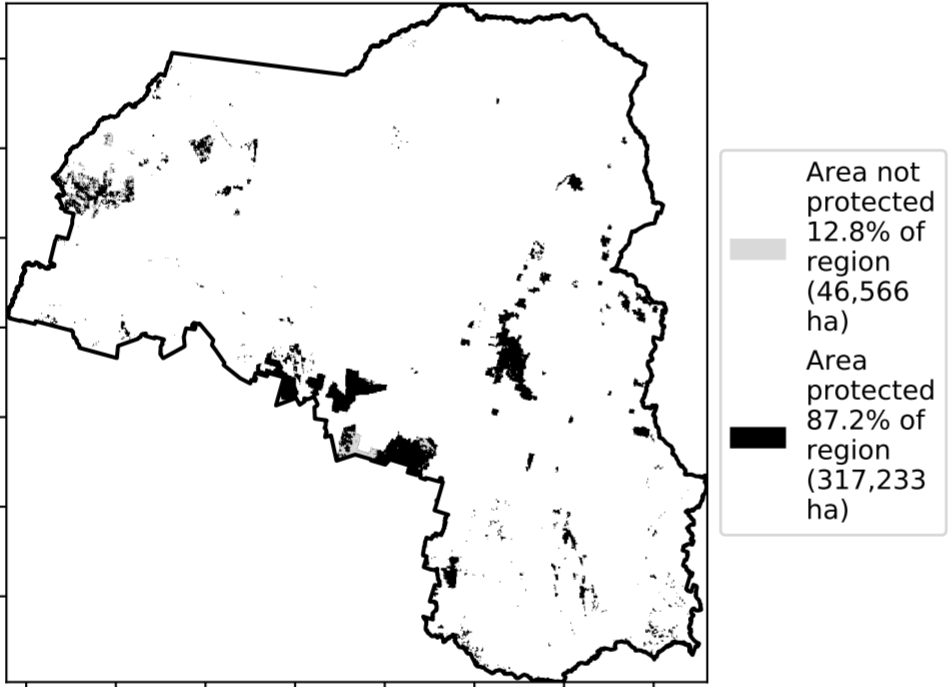 Area not
protected
12.8% of
region
(46,566
ha)
Area
protected
87.2% of
region
(317,233
ha)